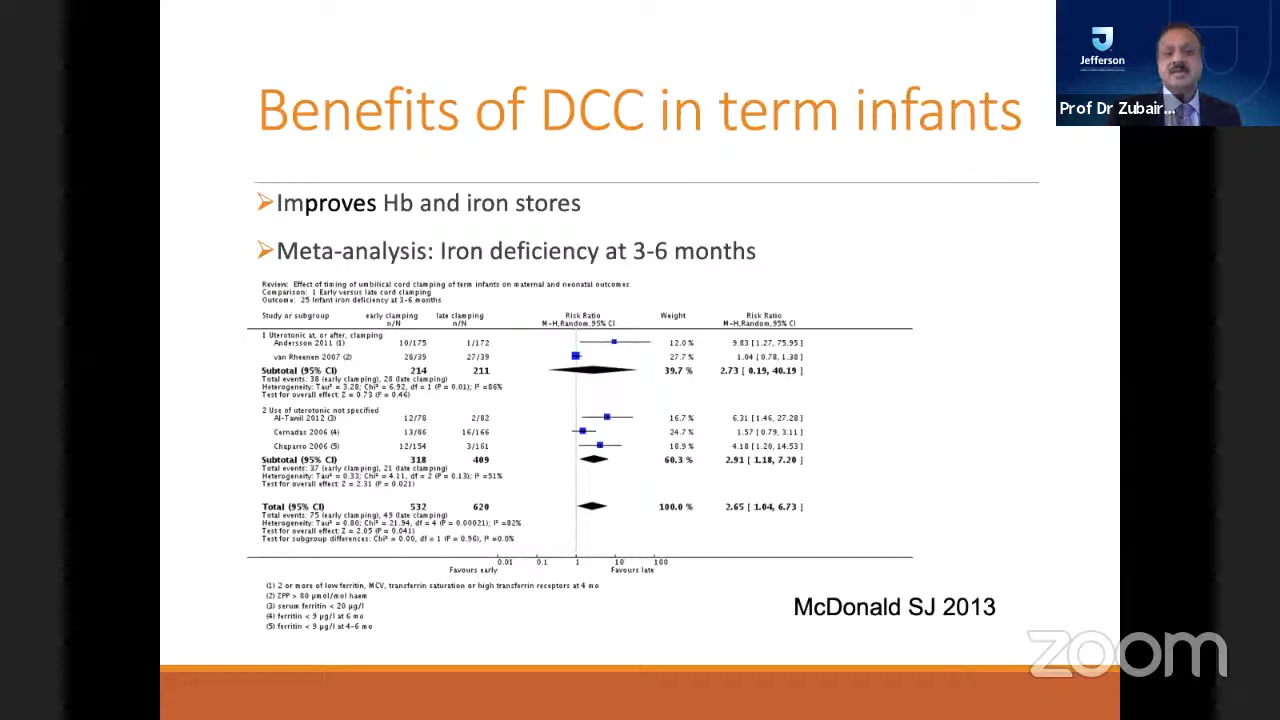 Jefferson
Prof Dr Zubair...
Benefits of DCC in term infants
Improves Hb and iron stores
Meta-analysis: Iron deficiency at 3-6 months
Review: Effect of timing of umbilical cord clamping of term infants on maternal and neonatal outcomes
Comparison: 1 Early versus late cord clamping
Outcome: 25 Infant iron deficiency at 3-6 months
Study or subgroup early clamping late clamping Risk Ratio Weight Risk Ratio
n/N n/N M-H,Random,95% CI M-H,Random,95% CI
1 Uterotonic at, or after, clamping
Andersson 2011 (1) 10/175 1/172 12.0 % 9.83 [ 1.27, 75.95 ]
van Rheenen 2007 (2) 28/39 27/39 27.7 % 1.04 [ 0.78, 1.38 ]
Subtotal (95% CI) 214 211 39.7 % 2.73 [ 0.19, 40.19 ]
Total events: 38 (early clamping), 28 (late clamping)
Heterogeneity: Tau² = 3.28; Chi² = 6.92, df = 1 (P = 0.01); I² =86%
Test for overall effect: Z = 0.73 (P = 0.46)
2 Use of uterotonic not specified
Al-Tawil 2012 (3) 12/78 2/82 16.7 % 6.31 [ 1.46, 27.28 ]
Cernadas 2006 (4) 13/86 16/166 24.7 % 1.57 [ 0.79, 3.11 ]
Chaparro 2006 (5) 12/154 3/161 18.9 % 4.18 [ 1.20, 14.53 ]
Subtotal (95% CI) 318 409 60.3 % 2.91 [ 1.18, 7.20 ]
Total events: 37 (early clamping), 21 (late clamping)
Heterogeneity: Tau² = 0.33; Chi² = 4.11, df = 2 (P = 0.13); I² =51%
Test for overall effect: Z = 2.31 (P = 0.021)
Total (95% CI) 532 620 100.0 % 2.65 [ 1.04, 6.73 ]
Total events: 75 (early clamping), 49 (late clamping)
Heterogeneity: Tau² = 0.80; Chi² = 21.94, df = 4 (P = 0.00021); I² =82%
Test for overall effect: Z = 2.05 (P = 0.041)
Test for subgroup differences: Chi² = 0.00, df = 1 (P = 0.96), I² =0.0%
0.01 0.1 1 10 100
Favours early Favours late
(1) 2 or more of low ferritin, MCV, transferrin saturation or high transferrin receptors at 4 mo
(2) ZPP > 80 µmol/mol haem
(3) serum ferritin < 20 µg/l
(4) ferritin < 9 µg/l at 6 mo
(5) ferritin < 9 µg/l at 4-6 mo
McDonald SJ 2013
zoom